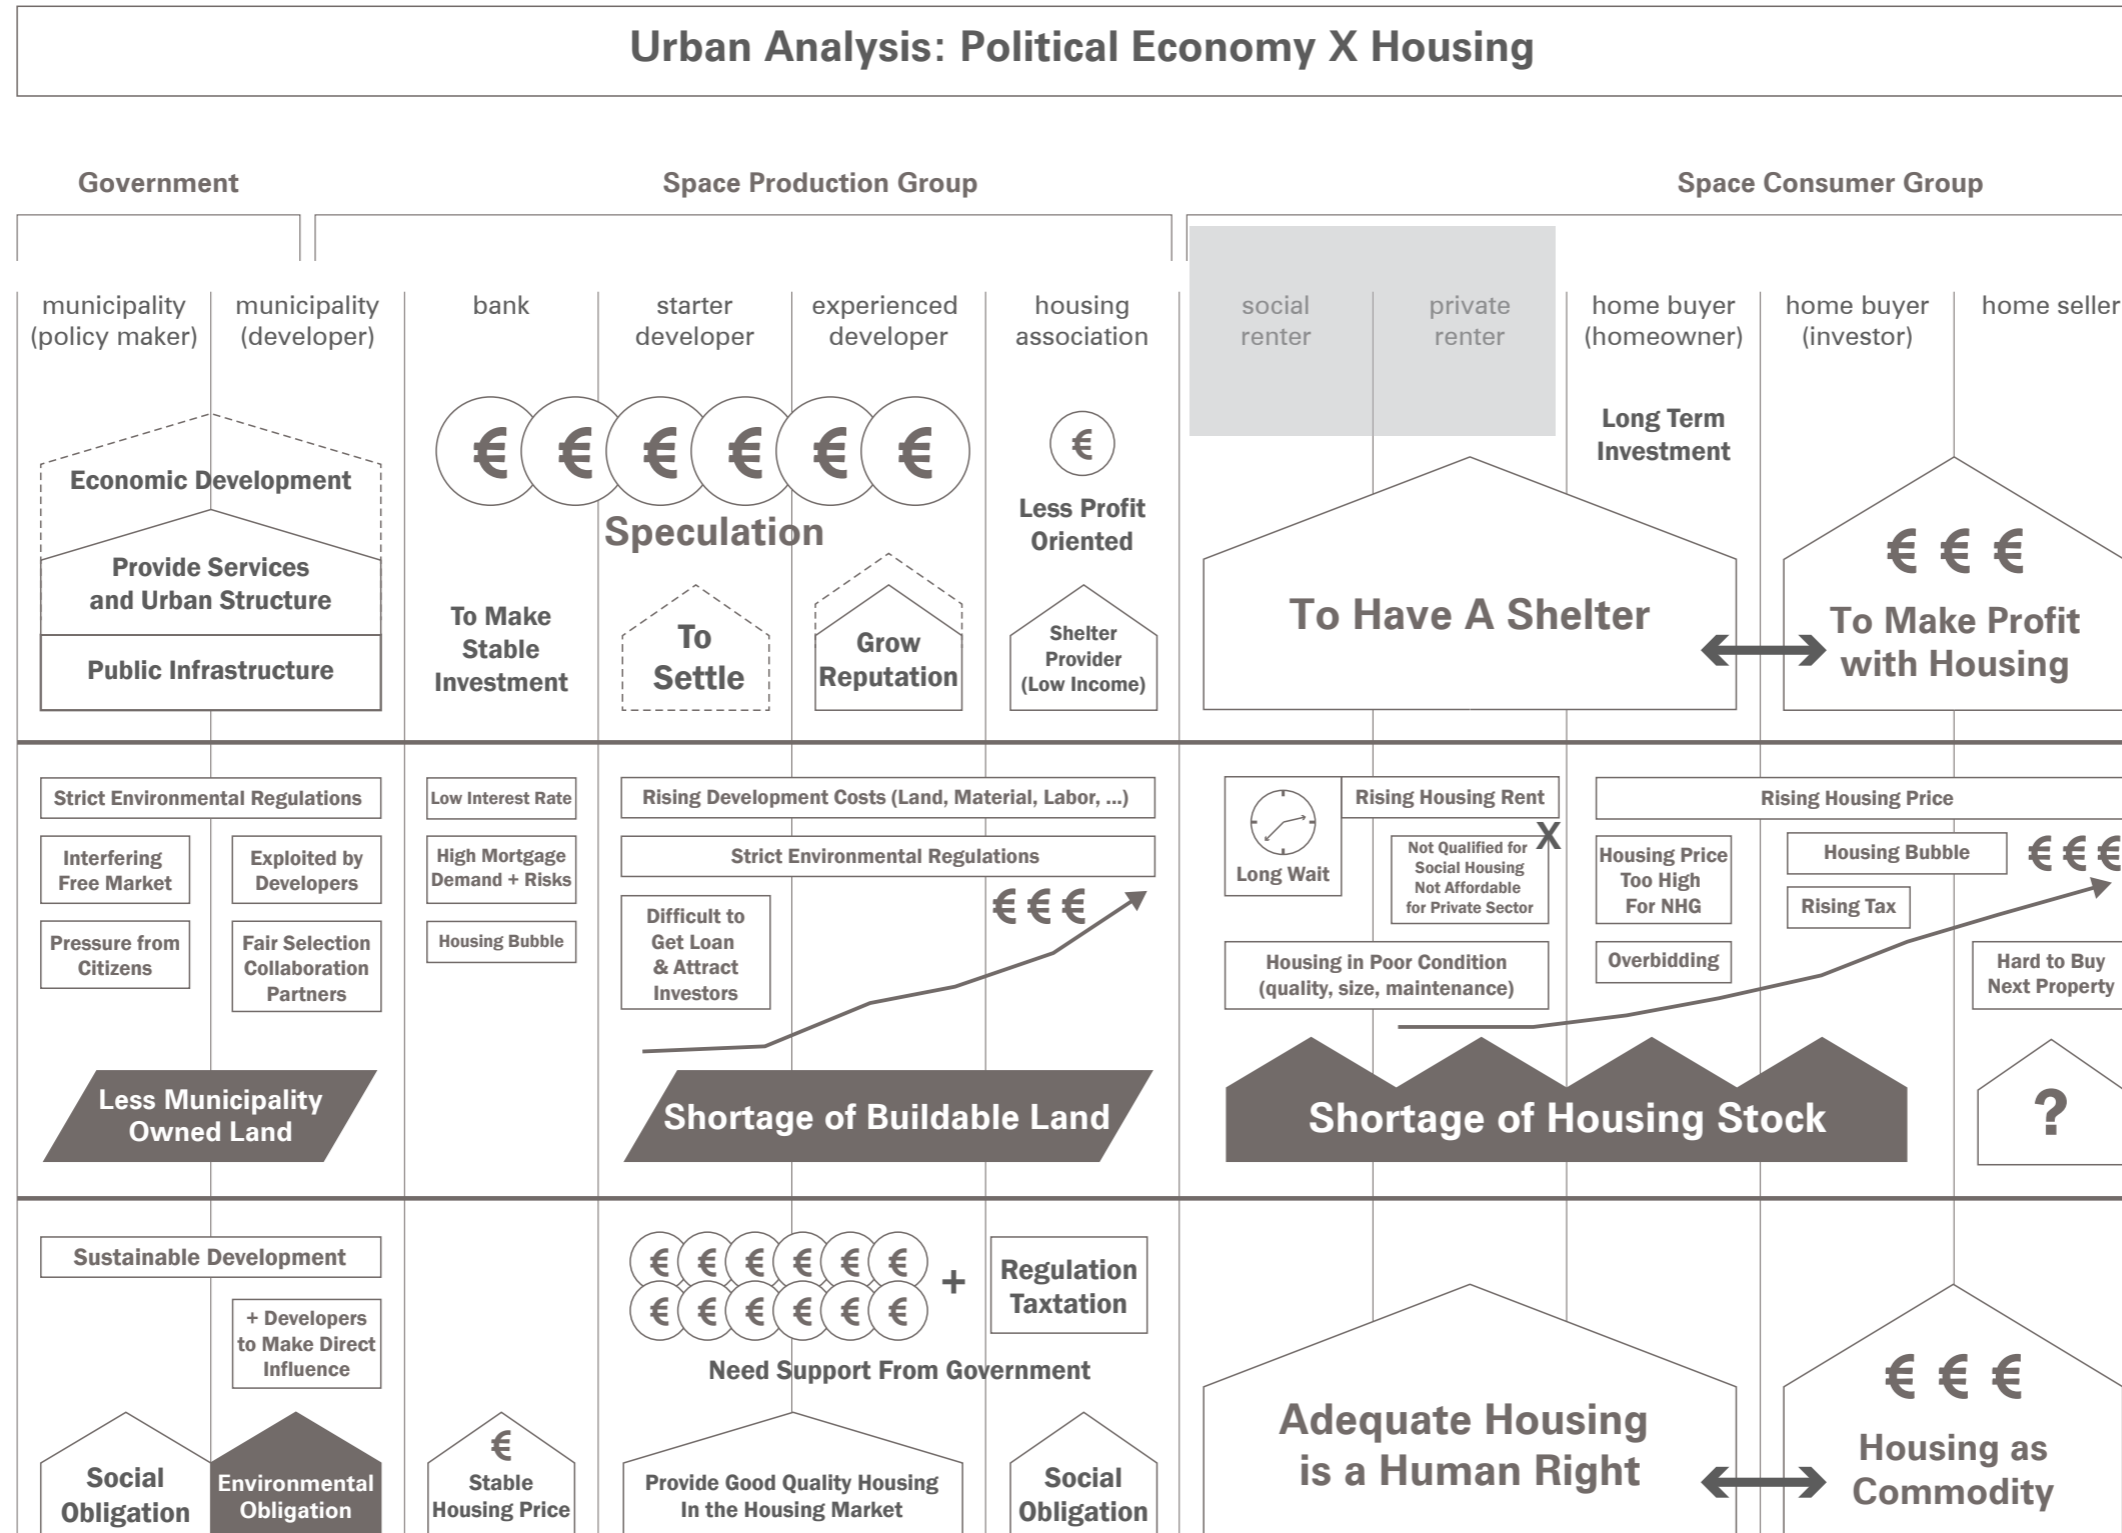 Urban Analysis: Political Economy X Housing
Government
Space Production Group
Space Consumer Group
municipality
(policy maker)
municipality
(developer)
bank
starter
developer
experienced
developer
housing
association
social
renter
private
renter
home buyer
(homeowner)
home buyer
(investor)
home seller
Economic Development
Provide Services
and Urban Structure
Public Infrastructure
€ € € € € €
Speculation
To Make
Stable
Investment
To
Settle
Grow
Reputation
€
Less Profit
Oriented
Shelter
Provider
(Low Income)
To Have A Shelter
Long Term
Investment
€ € €
To Make Profit
with Housing
Strict Environmental Regulations
Interfering
Free Market
Exploited by
Developers
Pressure from
Citizens
Fair Selection
Collaboration
Partners
Less Municipality
Owned Land
Low Interest Rate
High Mortgage
Demand + Risks
Housing Bubble
Rising Development Costs (Land, Material, Labor, ...)
Strict Environmental Regulations
Difficult to
Get Loan
& Attract
Investors
€ € €
Shortage of Buildable Land
Long Wait
Rising Housing Rent
X
Not Qualified for
Social Housing
Not Affordable
for Private Sector
Housing in Poor Condition
(quality, size, maintenance)
Rising Housing Price
Housing Price
Too High
For NHG
Overbidding
Housing Bubble
Rising Tax
€ € €
Hard to Buy
Next Property
Shortage of Housing Stock
?
Sustainable Development
+ Developers
to Make Direct
Influence
Social
Obligation
Environmental
Obligation
€
Stable
Housing Price
€ € € € € €
€ € € € € €
+
Regulation
Taxtation
Need Support From Government
Provide Good Quality Housing
In the Housing Market
Social
Obligation
Adequate Housing
is a Human Right
€ € €
Housing as
Commodity